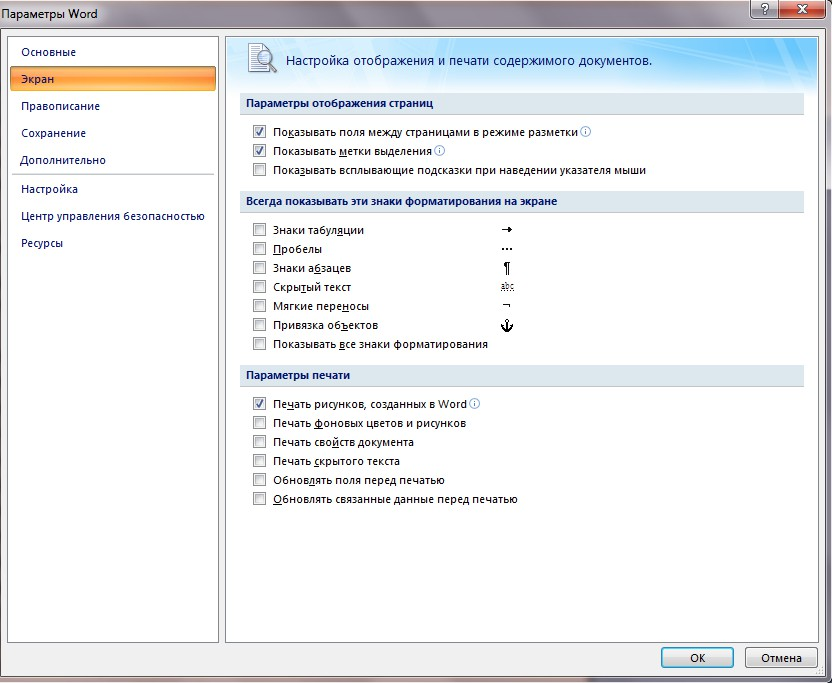 Параметры Word
Основные
Экран
Правописание
Сохранение
Дополнительно
Настройка
Центр управления безопасностью
Ресурсы
Настройка отображения и печати содержимого документов.
Параметры отображения страниц
Показывать поля между страницами в режиме разметки
Показывать метки выделения
Показывать всплывающие подсказки при наведении указателя мыши
Всегда показывать эти знаки форматирования на экране
Знаки табуляции →
Пробелы ...
Знаки абзацев ¶
Скрытый текст abc
Мягкие переносы ¬
Привязка объектов
Показывать все знаки форматирования
Параметры печати
Печать рисунков, созданных в Word
Печать фоновых цветов и рисунков
Печать свойств документа
Печать скрытого текста
Обновлять поля перед печатью
Обновлять связанные данные перед печатью
ОК Отмена